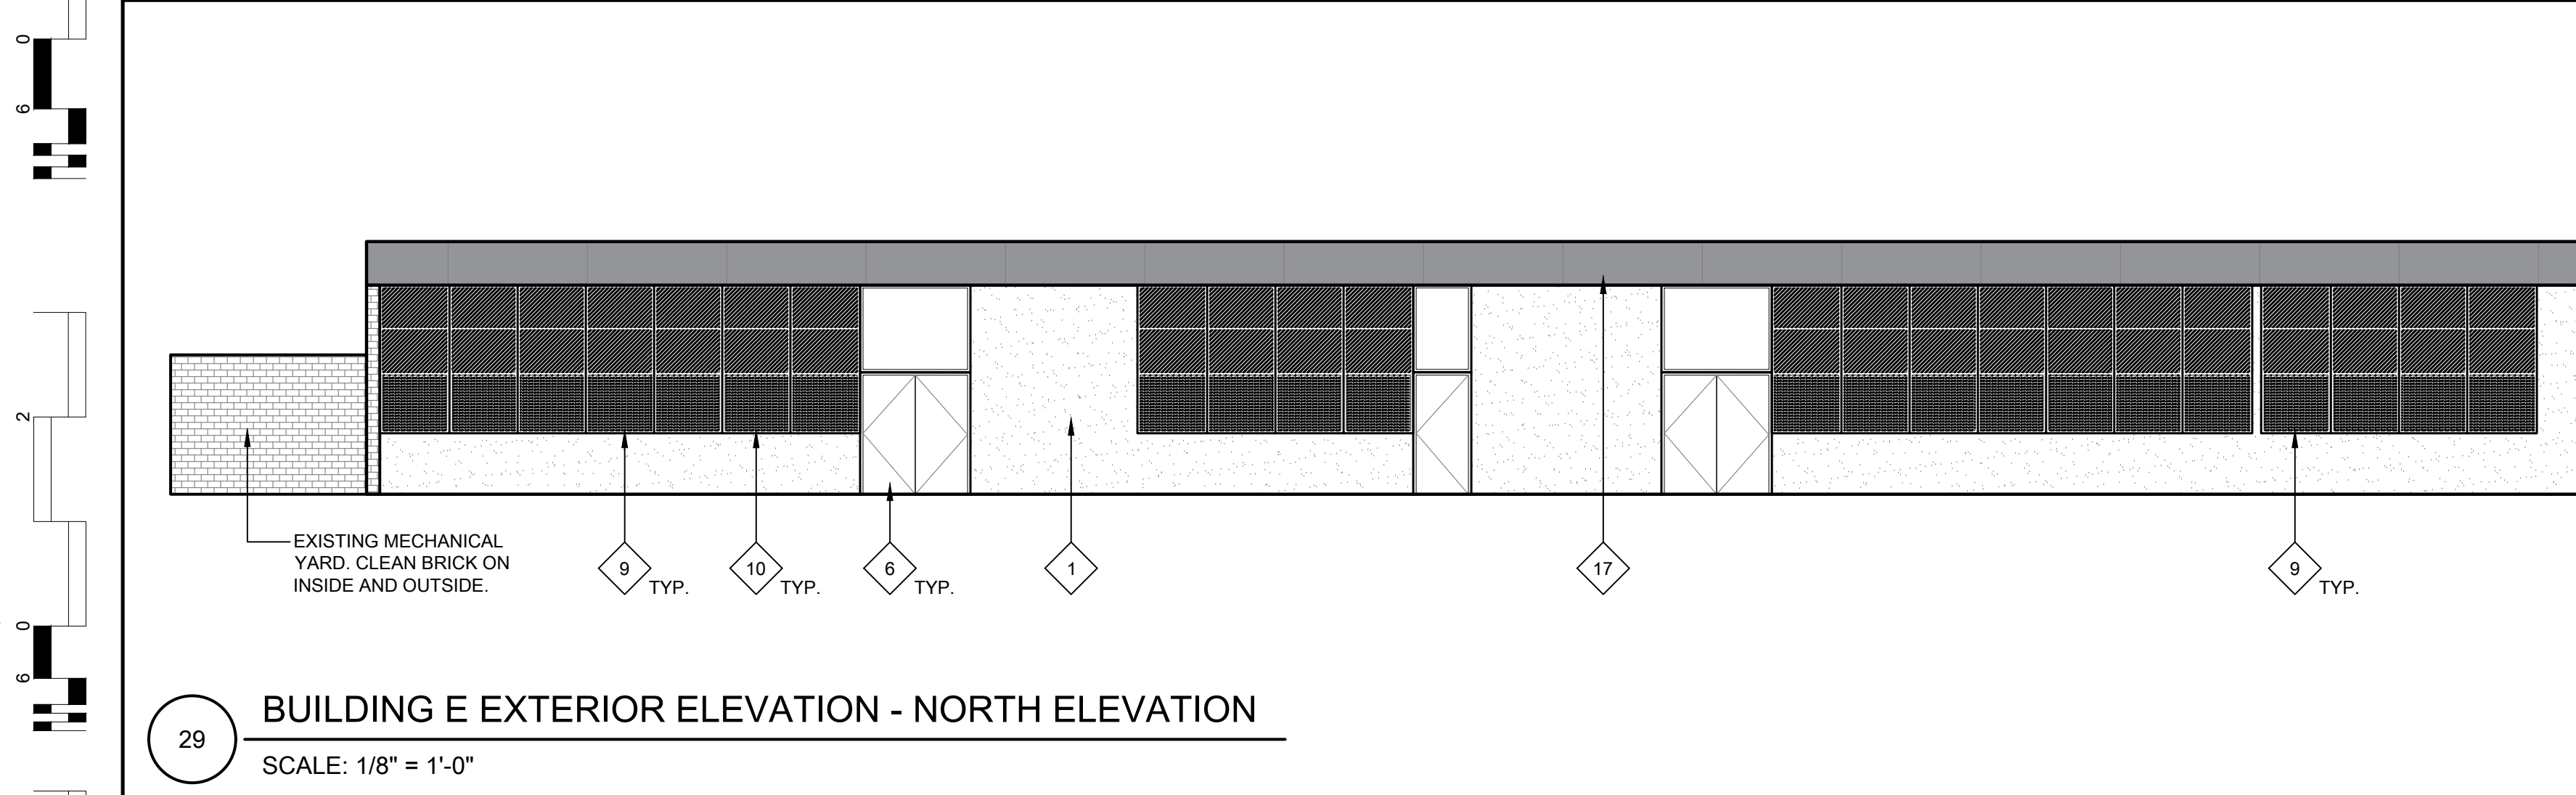 0
6
2
0
6
EXISTING MECHANICAL
YARD. CLEAN BRICK ON
INSIDE AND OUTSIDE.
9 TYP.
10 TYP.
6 TYP.
1
17
9 TYP.
29
BUILDING E EXTERIOR ELEVATION - NORTH ELEVATION
SCALE: 1/8" = 1'-0"